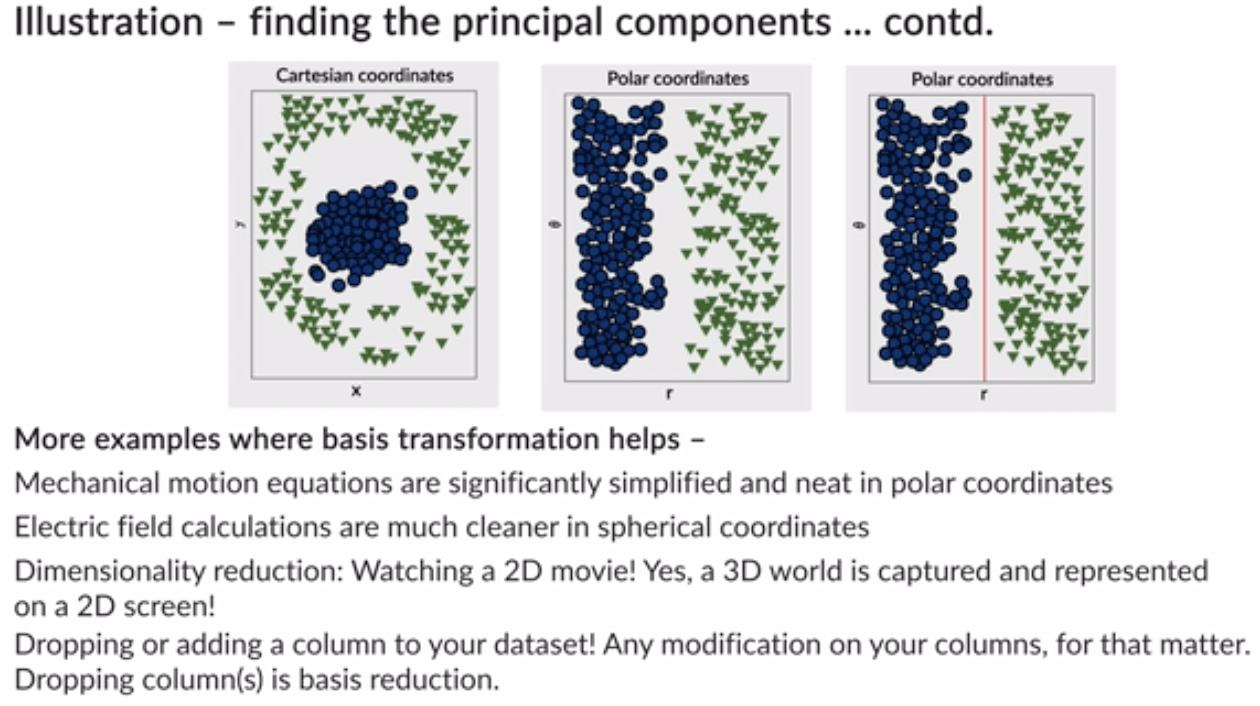 Illustration – finding the principal components ... contd.
Cartesian coordinates
y
x
Polar coordinates
θ
r
Polar coordinates
θ
r
More examples where basis transformation helps –
Mechanical motion equations are significantly simplified and neat in polar coordinates
Electric field calculations are much cleaner in spherical coordinates
Dimensionality reduction: Watching a 2D movie! Yes, a 3D world is captured and represented
on a 2D screen!
Dropping or adding a column to your dataset! Any modification on your columns, for that matter.
Dropping column(s) is basis reduction.